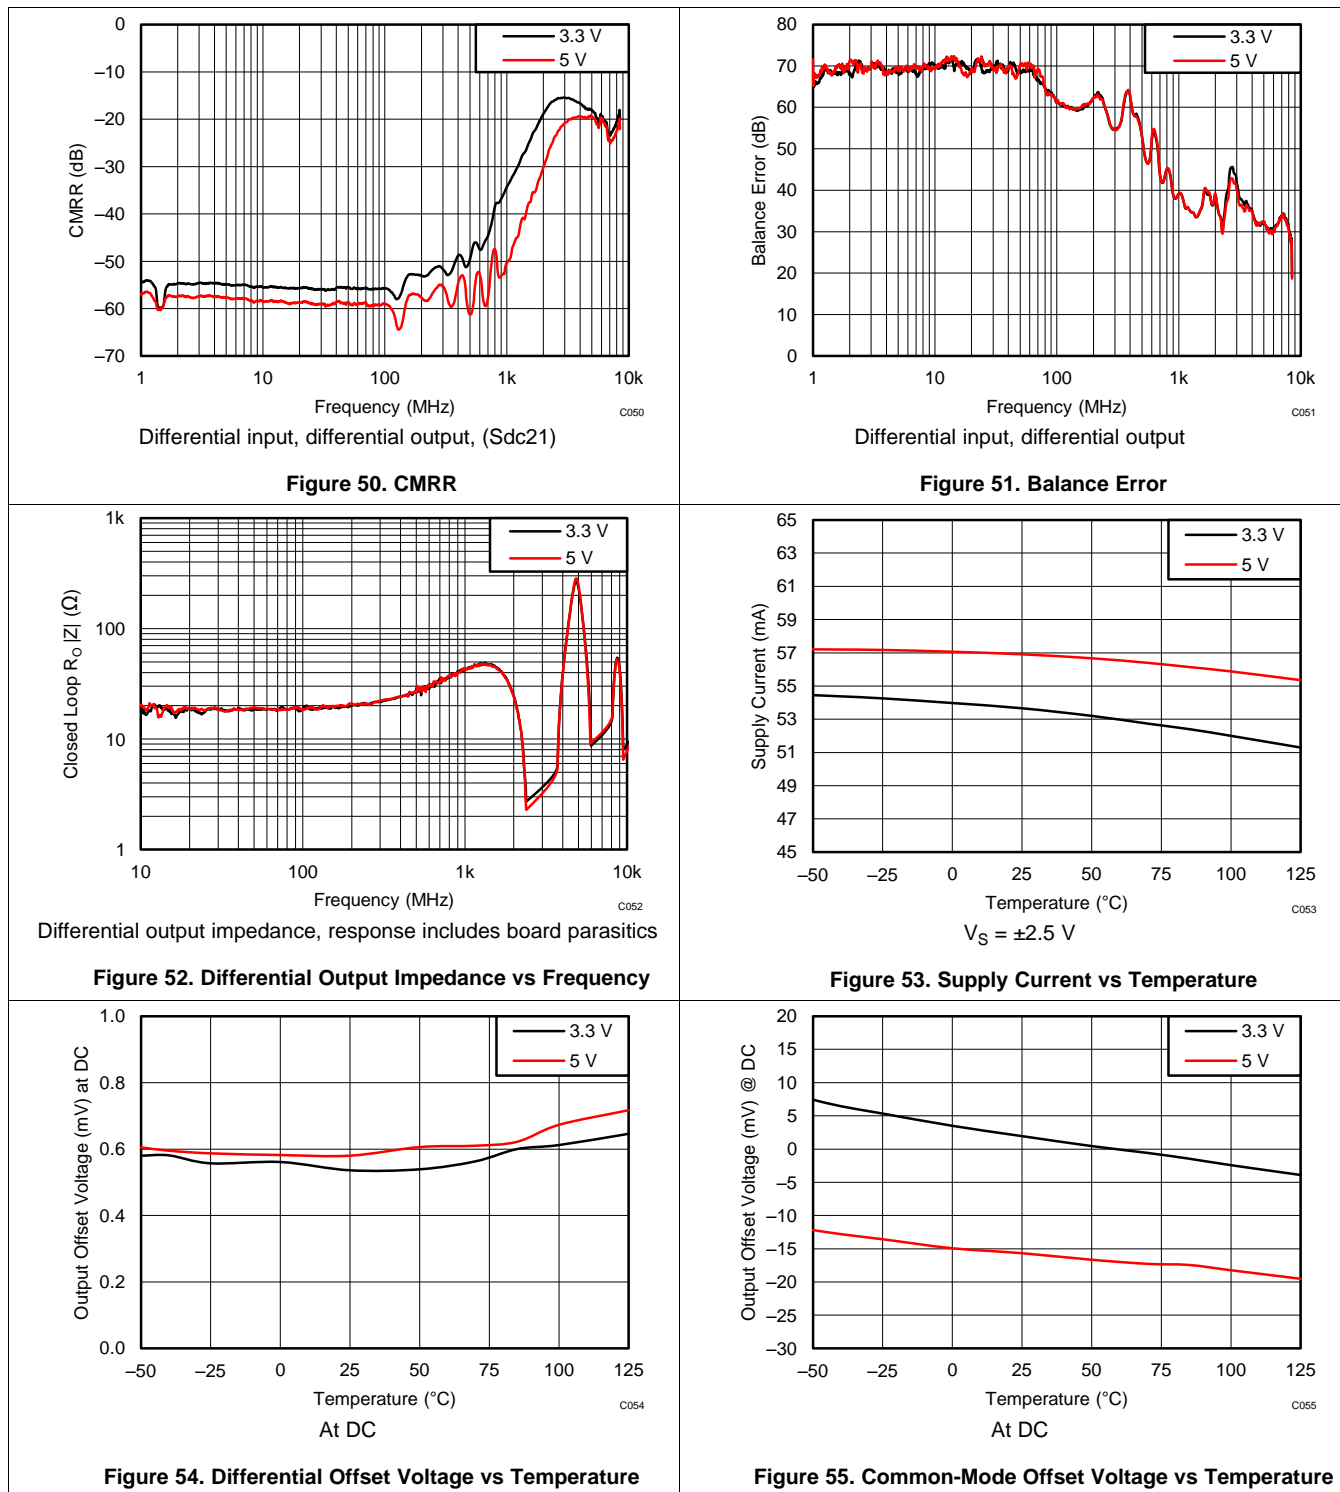 0
–10
–20
–30
–40
–50
–60
–70
CMRR (dB)
3.3 V
5 V
1
10
100
1k
10k
Frequency (MHz)
C050
Differential input, differential output, (Sdc21)
Figure 50. CMRR
80
70
60
50
40
30
20
10
0
Balance Error (dB)
3.3 V
5 V
1
10
100
1k
10k
Frequency (MHz)
C051
Differential input, differential output
Figure 51. Balance Error
1k
100
10
1
Closed Loop RO |Z| (Ω)
3.3 V
5 V
10
100
1k
10k
Frequency (MHz)
C052
Differential output impedance, response includes board parasitics
Figure 52. Differential Output Impedance vs Frequency
65
63
61
59
57
55
53
51
49
47
45
Supply Current (mA)
3.3 V
5 V
–50
–25
0
25
50
75
100
125
Temperature (°C)
C053
VS = ±2.5 V
Figure 53. Supply Current vs Temperature
1.0
0.8
0.6
0.4
0.2
0.0
Output Offset Voltage (mV) at DC
3.3 V
5 V
–50
–25
0
25
50
75
100
125
Temperature (°C)
C054
At DC
Figure 54. Differential Offset Voltage vs Temperature
20
15
10
5
0
–5
–10
–15
–20
–25
–30
Output Offset Voltage (mV) @ DC
3.3 V
5 V
–50
–25
0
25
50
75
100
125
Temperature (°C)
C055
At DC
Figure 55. Common-Mode Offset Voltage vs Temperature